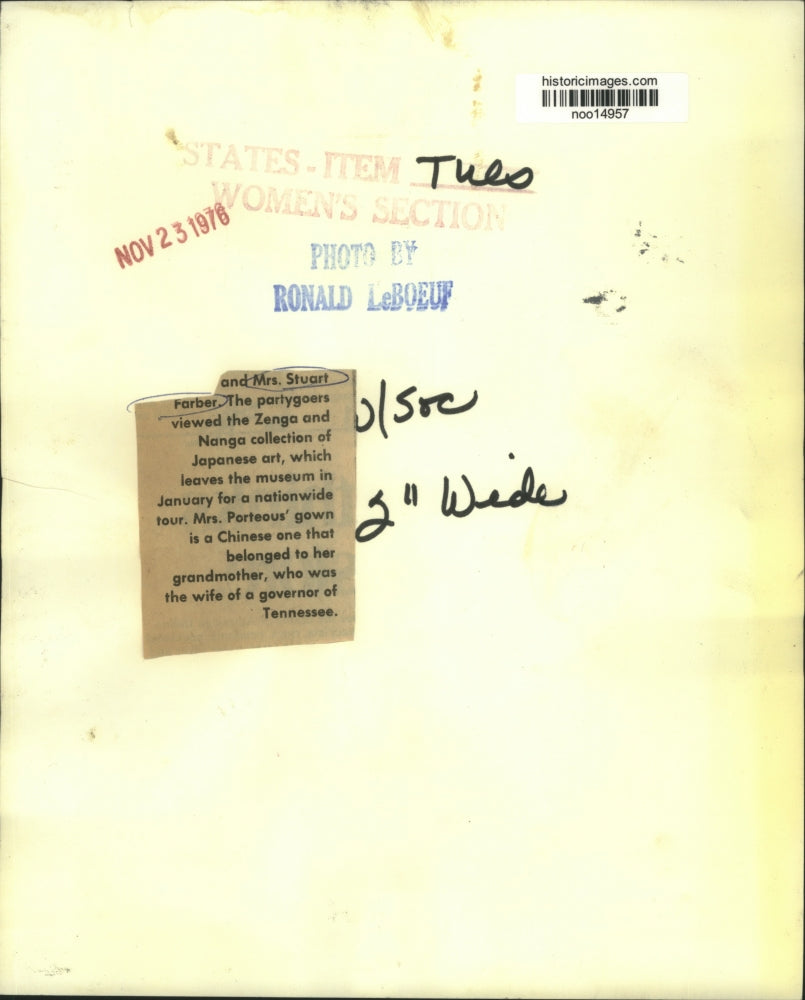 historicimages.com
noo14957
STATES-ITEM Tues
WOMEN'S SECTION
NOV 23 1976
PHOTO BY
RONALD LeBOEUF
and Mrs. Stuart
Farber. The partygoers
viewed the Zenga and
Nanga collection of
Japanese art, which
leaves the museum in
January for a nationwide
tour. Mrs. Porteous' gown
is a Chinese one that
belonged to her
grandmother, who was
the wife of a governor of
Tennessee.
/Soc
2" Wide